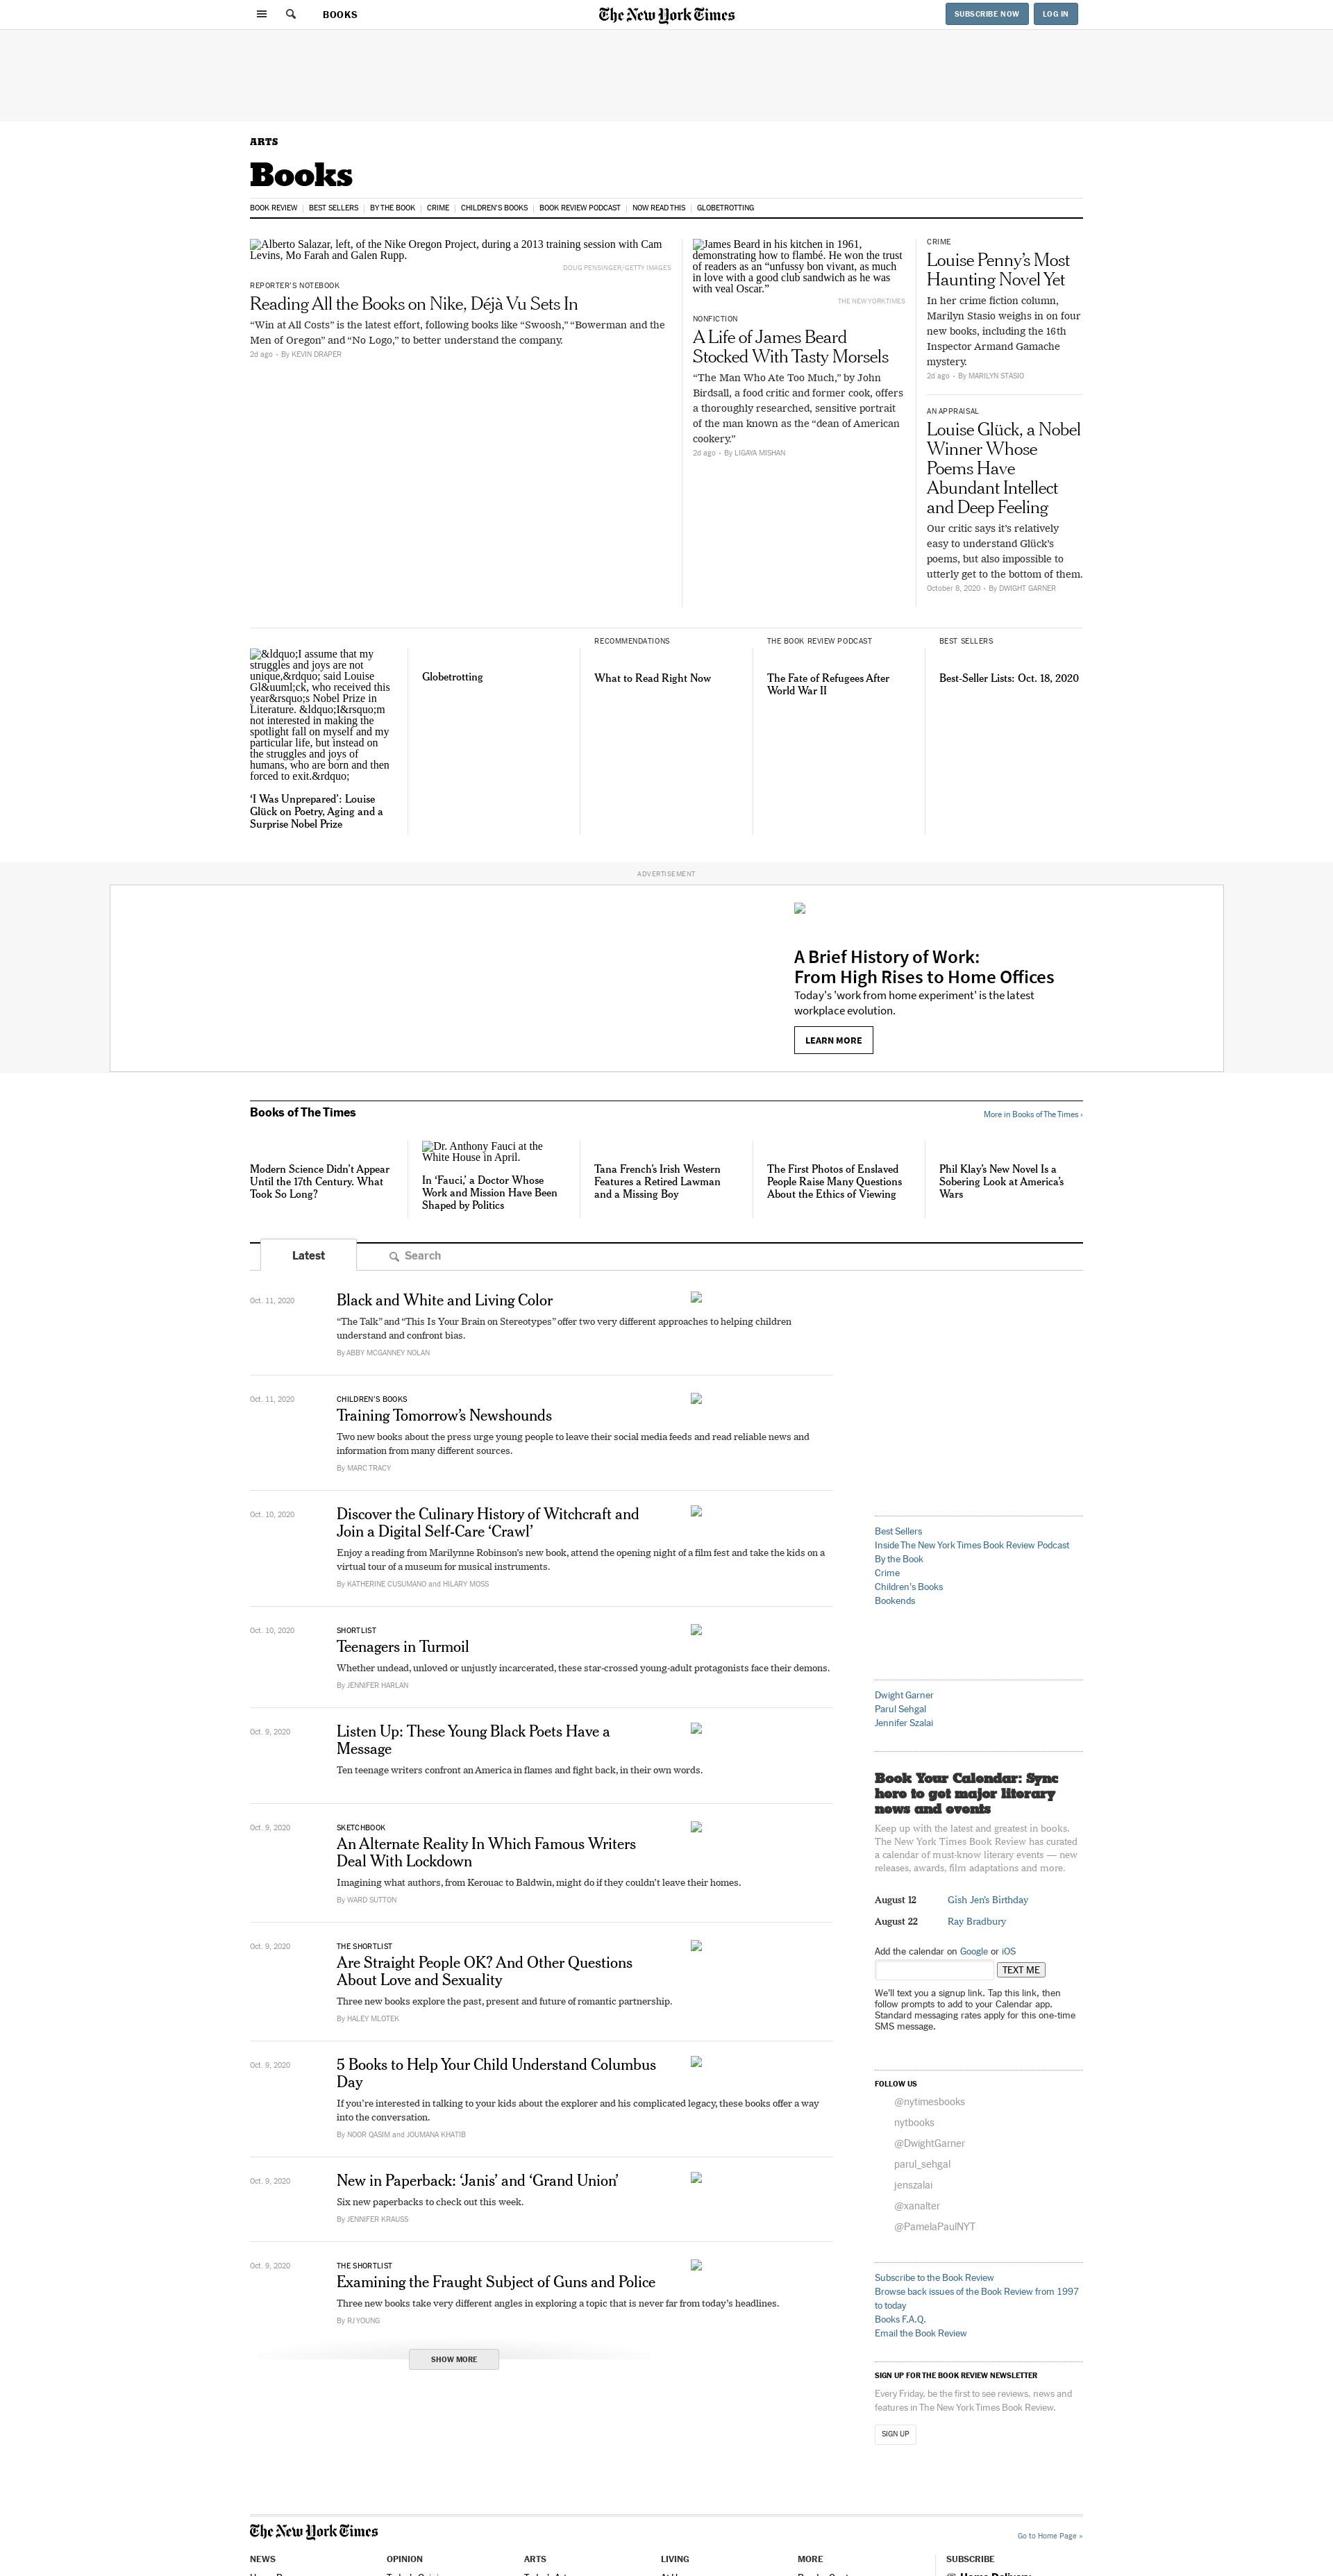 BOOKS
The New York Times
SUBSCRIBE NOW
LOG IN
ARTS
Books
BOOK REVIEW
BEST SELLERS
BY THE BOOK
CRIME
CHILDREN'S BOOKS
BOOK REVIEW PODCAST
NOW READ THIS
GLOBETROTTING
Alberto Salazar, left, of the Nike Oregon Project, during a 2013 training session with Cam
Levins, Mo Farah and Galen Rupp.
DOUG PENSINGER/GETTY IMAGES
REPORTER'S NOTEBOOK
Reading All the Books on Nike, Déjà Vu Sets In
“Win at All Costs” is the latest effort, following books like “Swoosh,” “Bowerman and the
Men of Oregon” and “No Logo,” to better understand the company.
2d ago • By KEVIN DRAPER
James Beard in his kitchen in 1961,
demonstrating how to flambé. He won the trust
of readers as an “unfussy bon vivant, as much
in love with a good club sandwich as he was
with veal Oscar.”
THE NEW YORK TIMES
NONFICTION
A Life of James Beard
Stocked With Tasty Morsels
“The Man Who Ate Too Much,” by John
Birdsall, a food critic and former cook, offers
a thoroughly researched, sensitive portrait
of the man known as the “dean of American
cookery.”
2d ago • By LIGAYA MISHAN
CRIME
Louise Penny’s Most
Haunting Novel Yet
In her crime fiction column,
Marilyn Stasio weighs in on four
new books, including the 16th
Inspector Armand Gamache
mystery.
2d ago • By MARILYN STASIO
AN APPRAISAL
Louise Glück, a Nobel
Winner Whose
Poems Have
Abundant Intellect
and Deep Feeling
Our critic says it’s relatively
easy to understand Glück’s
poems, but also impossible to
utterly get to the bottom of them.
October 8, 2020 • By DWIGHT GARNER
&ldquo;I assume that my
struggles and joys are not
unique,&rdquo; said Louise
Gl&uuml;ck, who received this
year&rsquo;s Nobel Prize in
Literature. &ldquo;I&rsquo;m
not interested in making the
spotlight fall on myself and my
particular life, but instead on
the struggles and joys of
humans, who are born and then
forced to exit.&rdquo;
‘I Was Unprepared’: Louise
Glück on Poetry, Aging and a
Surprise Nobel Prize
Globetrotting
RECOMMENDATIONS
What to Read Right Now
THE BOOK REVIEW PODCAST
The Fate of Refugees After
World War II
BEST SELLERS
Best-Seller Lists: Oct. 18, 2020
ADVERTISEMENT
A Brief History of Work:
From High Rises to Home Offices
Today's 'work from home experiment' is the latest
workplace evolution.
LEARN MORE
Books of The Times
More in Books of The Times ›
Modern Science Didn’t Appear
Until the 17th Century. What
Took So Long?
Dr. Anthony Fauci at the
White House in April.
In ‘Fauci,’ a Doctor Whose
Work and Mission Have Been
Shaped by Politics
Tana French’s Irish Western
Features a Retired Lawman
and a Missing Boy
The First Photos of Enslaved
People Raise Many Questions
About the Ethics of Viewing
Phil Klay’s New Novel Is a
Sobering Look at America’s
Wars
Latest
Search
Oct. 11, 2020
Black and White and Living Color
“The Talk” and “This Is Your Brain on Stereotypes” offer two very different approaches to helping children
understand and confront bias.
By ABBY MCGANNEY NOLAN
Oct. 11, 2020
CHILDREN’S BOOKS
Training Tomorrow’s Newshounds
Two new books about the press urge young people to leave their social media feeds and read reliable news and
information from many different sources.
By MARC TRACY
Oct. 10, 2020
Discover the Culinary History of Witchcraft and
Join a Digital Self-Care ‘Crawl’
Enjoy a reading from Marilynne Robinson’s new book, attend the opening night of a film fest and take the kids on a
virtual tour of a museum for musical instruments.
By KATHERINE CUSUMANO and HILARY MOSS
Oct. 10, 2020
SHORTLIST
Teenagers in Turmoil
Whether undead, unloved or unjustly incarcerated, these star-crossed young-adult protagonists face their demons.
By JENNIFER HARLAN
Oct. 9, 2020
Listen Up: These Young Black Poets Have a
Message
Ten teenage writers confront an America in flames and fight back, in their own words.
Oct. 9, 2020
SKETCHBOOK
An Alternate Reality In Which Famous Writers
Deal With Lockdown
Imagining what authors, from Kerouac to Baldwin, might do if they couldn’t leave their homes.
By WARD SUTTON
Oct. 9, 2020
THE SHORTLIST
Are Straight People OK? And Other Questions
About Love and Sexuality
Three new books explore the past, present and future of romantic partnership.
By HALEY MLOTEK
Oct. 9, 2020
5 Books to Help Your Child Understand Columbus
Day
If you’re interested in talking to your kids about the explorer and his complicated legacy, these books offer a way
into the conversation.
By NOOR QASIM and JOUMANA KHATIB
Oct. 9, 2020
New in Paperback: ‘Janis’ and ‘Grand Union’
Six new paperbacks to check out this week.
By JENNIFER KRAUSS
Oct. 9, 2020
THE SHORTLIST
Examining the Fraught Subject of Guns and Police
Three new books take very different angles in exploring a topic that is never far from today’s headlines.
By RJ YOUNG
SHOW MORE
Best Sellers
Inside The New York Times Book Review Podcast
By the Book
Crime
Children's Books
Bookends
Dwight Garner
Parul Sehgal
Jennifer Szalai
Book Your Calendar: Sync
here to get major literary
news and events
Keep up with the latest and greatest in books.
The New York Times Book Review has curated
a calendar of must-know literary events — new
releases, awards, film adaptations and more.
August 12 Gish Jen's Birthday
August 22 Ray Bradbury
Add the calendar on Google or iOS
TEXT ME
We'll text you a signup link. Tap this link, then
follow prompts to add to your Calendar app.
Standard messaging rates apply for this one-time
SMS message.
FOLLOW US
@nytimesbooks
nytbooks
@DwightGarner
parul_sehgal
jenszalai
@xanalter
@PamelaPaulNYT
Subscribe to the Book Review
Browse back issues of the Book Review from 1997
to today
Books F.A.Q.
Email the Book Review
SIGN UP FOR THE BOOK REVIEW NEWSLETTER
Every Friday, be the first to see reviews, news and
features in The New York Times Book Review.
SIGN UP
The New York Times
Go to Home Page »
NEWS
OPINION
ARTS
LIVING
MORE
SUBSCRIBE